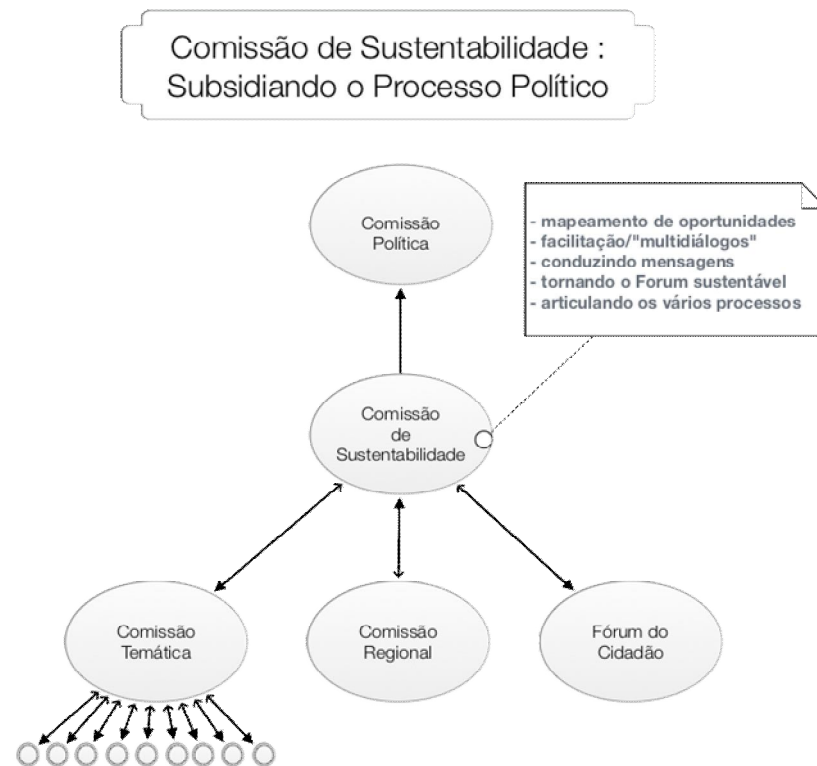 Comissão de Sustentabilidade :
Subsidiando o Processo Político
Comissão
Política
- mapeamento de oportunidades
- facilitação/"multidiálogos"
- conduzindo mensagens
- tornando o Forum sustentável
- articulando os vários processos
Comissão
de
Sustentabilidade
Comissão
Temática
Comissão
Regional
Fórum do
Cidadão